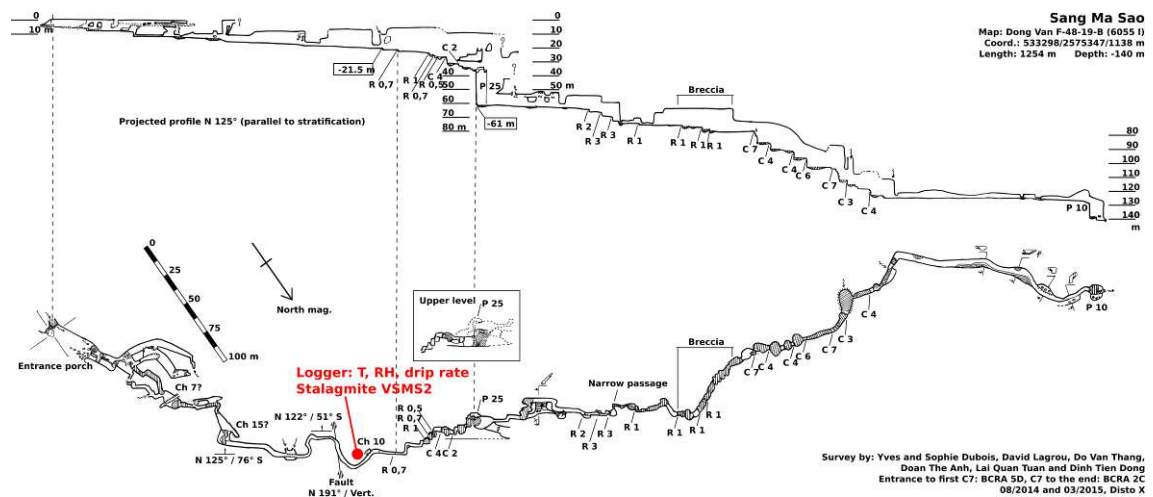 Sang Ma Sao
Map: Dong Van F-48-19-B (6055 I)
Coord.: 533298/2575347/1138 m
Length: 1254 m Depth: -140 m
0
10 m
0
10
20
30
40
50 m
C 2
-21.5 m
R 0,7
R 1
R 0,7
C 4
R 0,5
40
50
60
70
80 m
P 25
-61 m
Projected profile N 125° (parallel to stratification)
R 2
R 3
R 3
R 1
Breccia
R 1
R 1
R 1
C 7
C 4
C 4
C 6
C 7
C 3
C 4
P 10
80
90
100
110
120
130
140
m
0
25
50
75
100 m
North mag.
Upper level
P 25
Entrance porch
Ch 7?
Ch 15?
N 125° / 76° S
N 122° / 51° S
Logger: T, RH, drip rate
Stalagmite VSMS2
Ch 10
Fault
N 191° / Vert.
R 0,7
R 0,5
R 0,7
R 1
C 4
C 2
P 25
R 2
R 3
R 3
Narrow passage
R 1
Breccia
R 1
R 1
R 1
C 7
C 4
C 4
C 6
C 7
C 3
C 4
P 10
Survey by: Yves and Sophie Dubois, David Lagrou, Do Van Thang,
Doan The Anh, Lai Quan Tuan and Dinh Tien Dong
Entrance to first C7: BCRA 5D, C7 to the end: BCRA 2C
08/2014 and 03/2015, Disto X